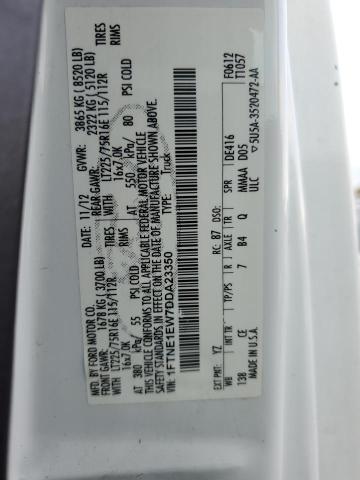 MFD. BY FORD MOTOR CO.
DATE: 11/12 GVWR: 3865 KG ( 8520 LB)
FRONT GAWR: 1678 KG ( 3700 LB) REAR GAWR: 2322 KG ( 5120 LB)
WITH LT225/75R16E 115/112R TIRES WITH LT225/75R16E 115/112R TIRES
16x7.0K RIMS 16x7.0K RIMS
AT 380 kPa/ 55 PSI COLD AT 550 kPa/ 80 PSI COLD
THIS VEHICLE CONFORMS TO ALL APPLICABLE FEDERAL MOTOR VEHICLE
SAFETY STANDARDS IN EFFECT ON THE DATE OF MANUFACTURE SHOWN ABOVE.
VIN: 1FTNE1EW7DDA23350
TYPE: Truck
F0612
T1057
EXT PNT: YZ RC: 87 DSO:
WB INT TR TP/PS R AXLE TR SPR 1DE416
138 CE 7 B4 Q MMAA D05
MADE IN U.S.A. ULC 5U5A-3520472-AA